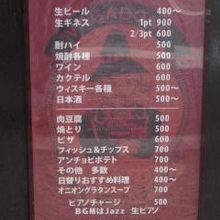 生ビール 400～
生ギネス 1pt 900
2/3pt 600
酎ハイ 500
焼酎各種 500～
ワイン 600
カクテル 600
ウィスキー各種 500～
日本酒 500～
肉豆腐 500
焼とり 500
ピザ 600
フィッシュ&チップス 700
アンチョビポテト 700
その他 多数 400～
日替りおすすめ料理 400～
オニオングラタンスープ 700
ピアノチャージ 500
BGMはJazz 生ピアノ